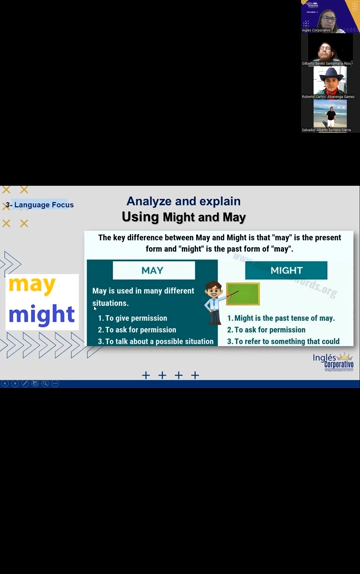 Inglés Corporativo
3- Language Focus
Analyze and explain
Using Might and May
The key difference between May and Might is that "may" is the present
form and "might" is the past form of "may".
may
might
MAY
May is used in many different
situations.
1. To give permission
2. To ask for permission
3. To talk about a possible situation
MIGHT
1. Might is the past tense of may.
2. To ask for permission
3. To refer to something that could
Inglés
Corporativo